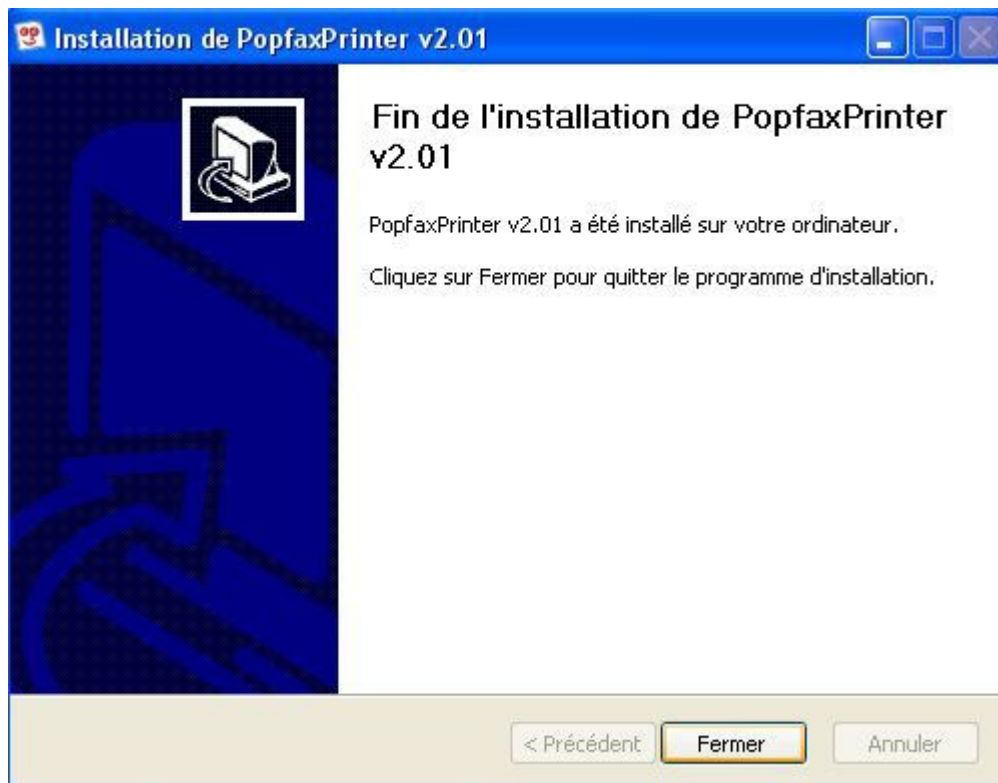 Installation de PopfaxPrinter v2.01
Fin de l'installation de PopfaxPrinter
v2.01
PopfaxPrinter v2.01 a été installé sur votre ordinateur.
Cliquez sur Fermer pour quitter le programme d'installation.
< Précédent Fermer Annuler